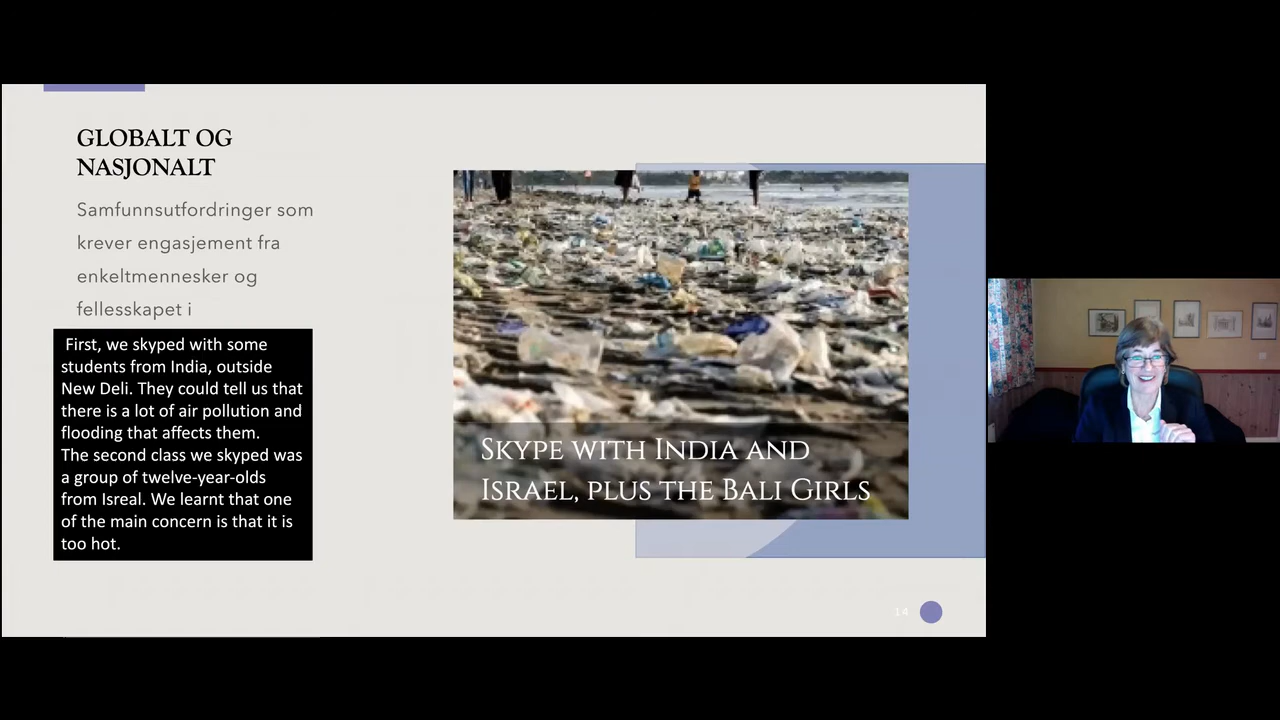 GLOBALT OG
NASJONALT
Samfunnsutfordringer som
krever engasjement fra
enkeltmennesker og
fellesskapet i
First, we skyped with some
students from India, outside
New Deli. They could tell us that
there is a lot of air pollution and
flooding that affects them.
The second class we skyped was
a group of twelve-year-olds
from Isreal. We learnt that one
of the main concern is that it is
too hot.
SKYPE WITH INDIA AND
ISRAEL, PLUS THE BALI GIRLS
14